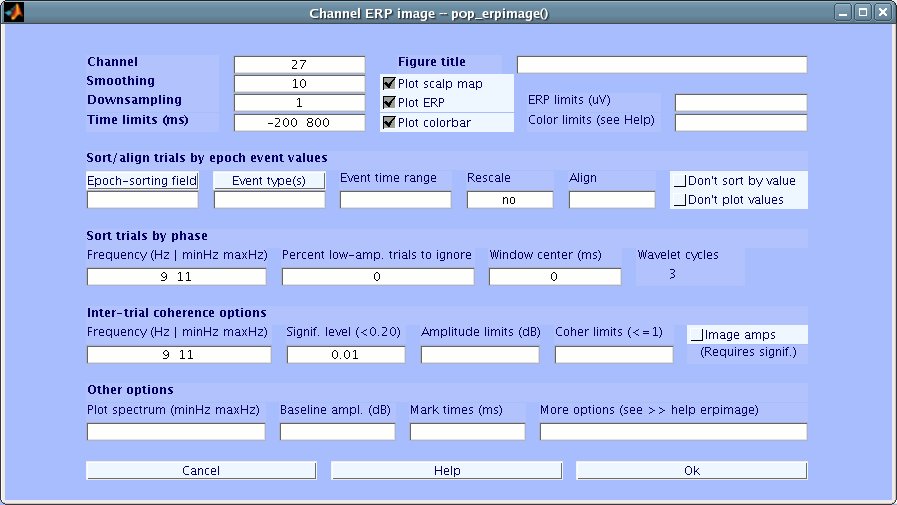 Channel ERP image -- pop_erpimage()
Channel 27 Figure title
Smoothing 10 Plot scalp map
Downsampling 1 Plot ERP ERP limits (uV)
Time limits (ms) -200 800 Plot colorbar Color limits (see Help)
Sort/align trials by epoch event values
Epoch-sorting field Event type(s) Event time range Rescale Align Don't sort by value
no Don't plot values
Sort trials by phase
Frequency (Hz | minHz maxHz) Percent low-amp. trials to ignore Window center (ms) Wavelet cycles
9 11 0 0 3
Inter-trial coherence options
Frequency (Hz | minHz maxHz) Signif. level (<0.20) Amplitude limits (dB) Coher limits (<=1) Image amps
9 11 0.01 (Requires signif.)
Other options
Plot spectrum (minHz maxHz) Baseline ampl. (dB) Mark times (ms) More options (see >> help erpimage)
Cancel Help Ok